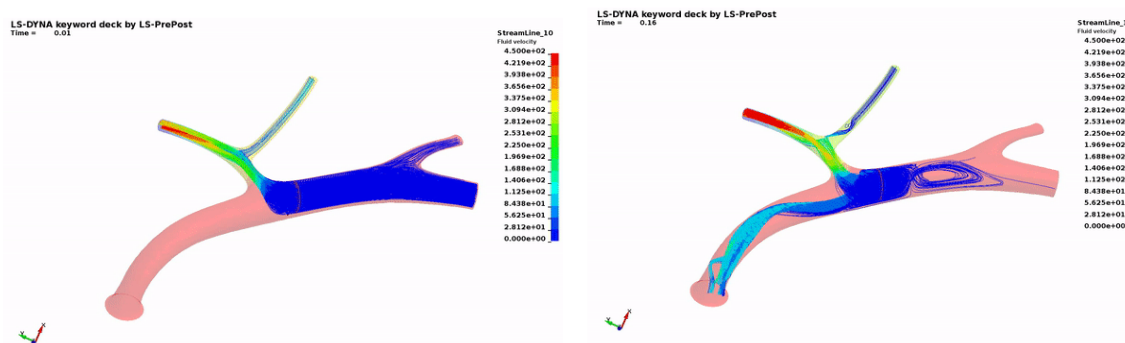 LS-DYNA keyword deck by LS-PrePost
Time = 0.01
StreamLine_10
Fluid velocity
4.500e+02
4.219e+02
3.938e+02
3.656e+02
3.375e+02
3.094e+02
2.812e+02
2.531e+02
2.250e+02
1.969e+02
1.688e+02
1.406e+02
1.125e+02
8.438e+01
5.625e+01
2.812e+01
0.000e+00
Y X
LS-DYNA keyword deck by LS-PrePost
Time = 0.16
StreamLine_1
Fluid velocity
4.500e+02
4.219e+02
3.938e+02
3.656e+02
3.375e+02
3.094e+02
2.812e+02
2.531e+02
2.250e+02
1.969e+02
1.688e+02
1.406e+02
1.125e+02
8.438e+01
5.625e+01
2.812e+01
0.000e+00
Y X